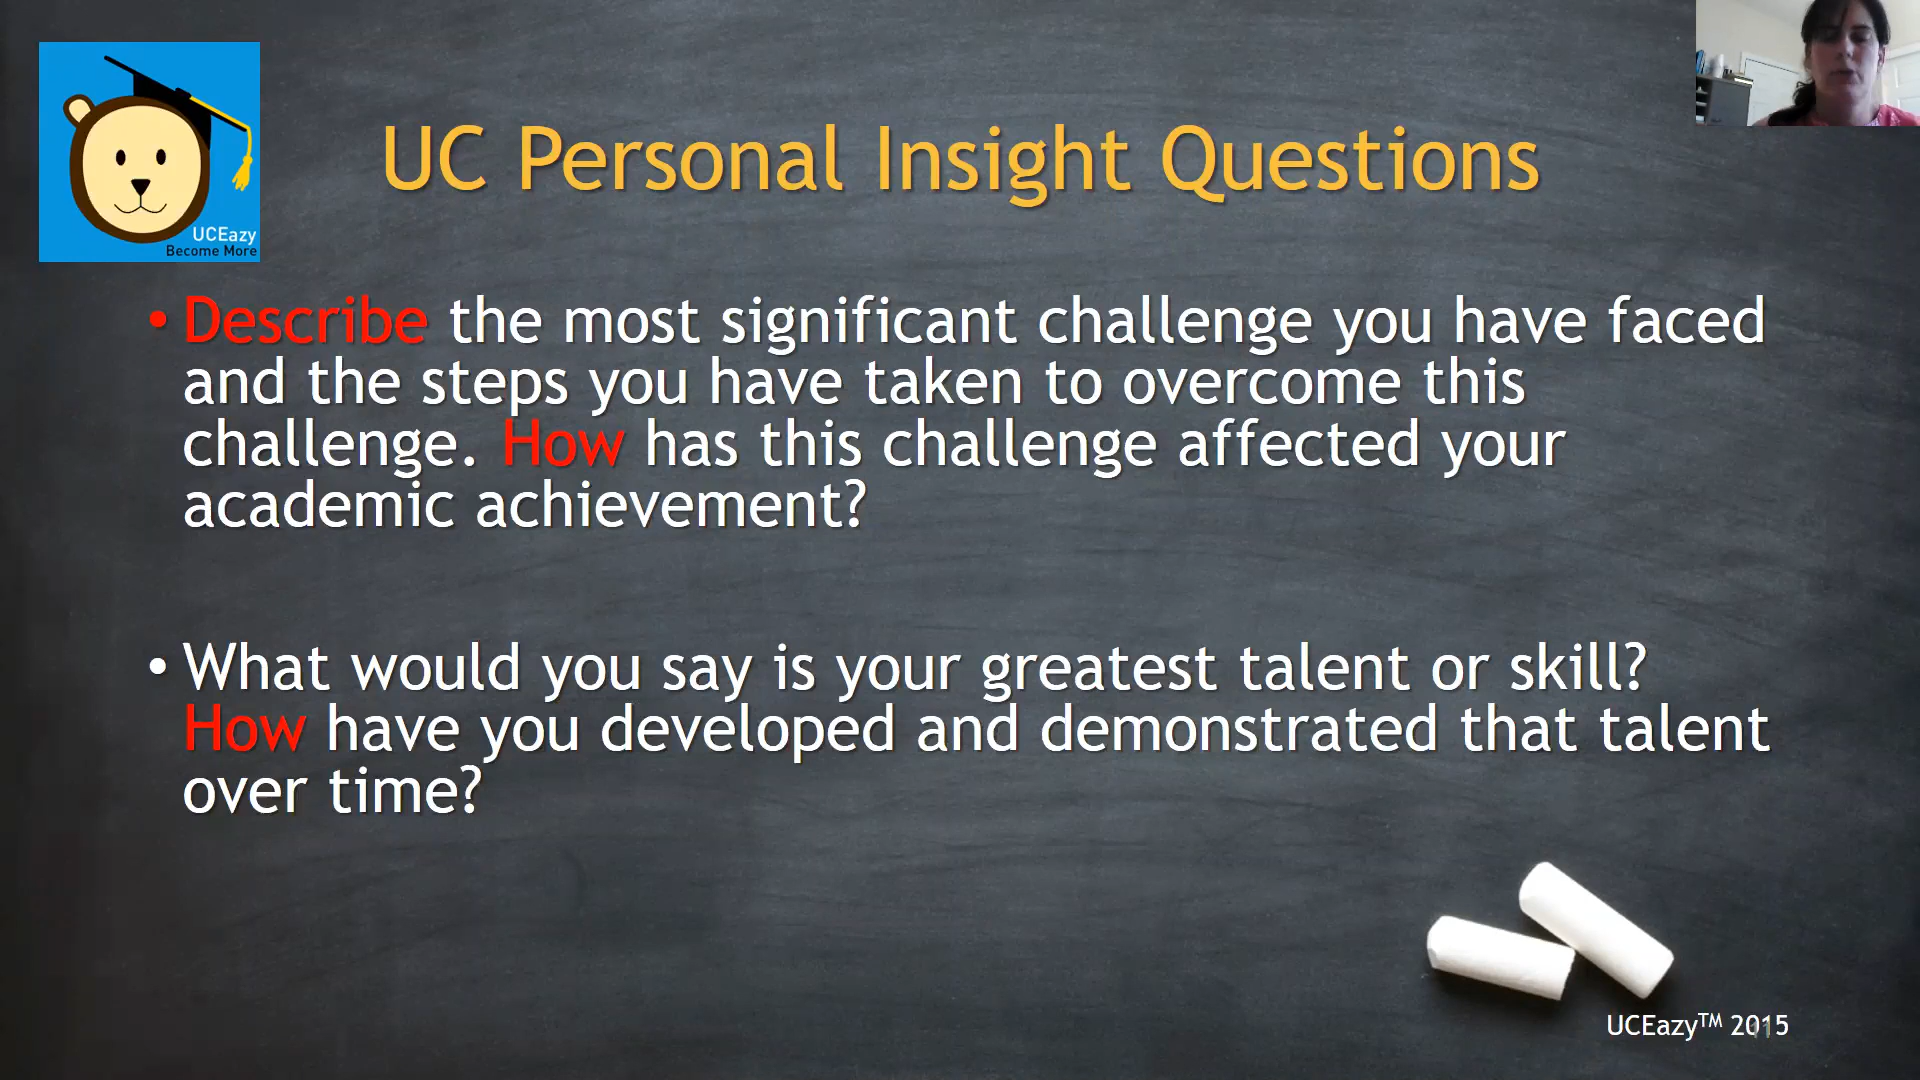 UCEazy
Become More
UC Personal Insight Questions
• Describe the most significant challenge you have faced
and the steps you have taken to overcome this
challenge. How has this challenge affected your
academic achievement?
• What would you say is your greatest talent or skill?
How have you developed and demonstrated that talent
over time?
UCEazy™ 2015
11